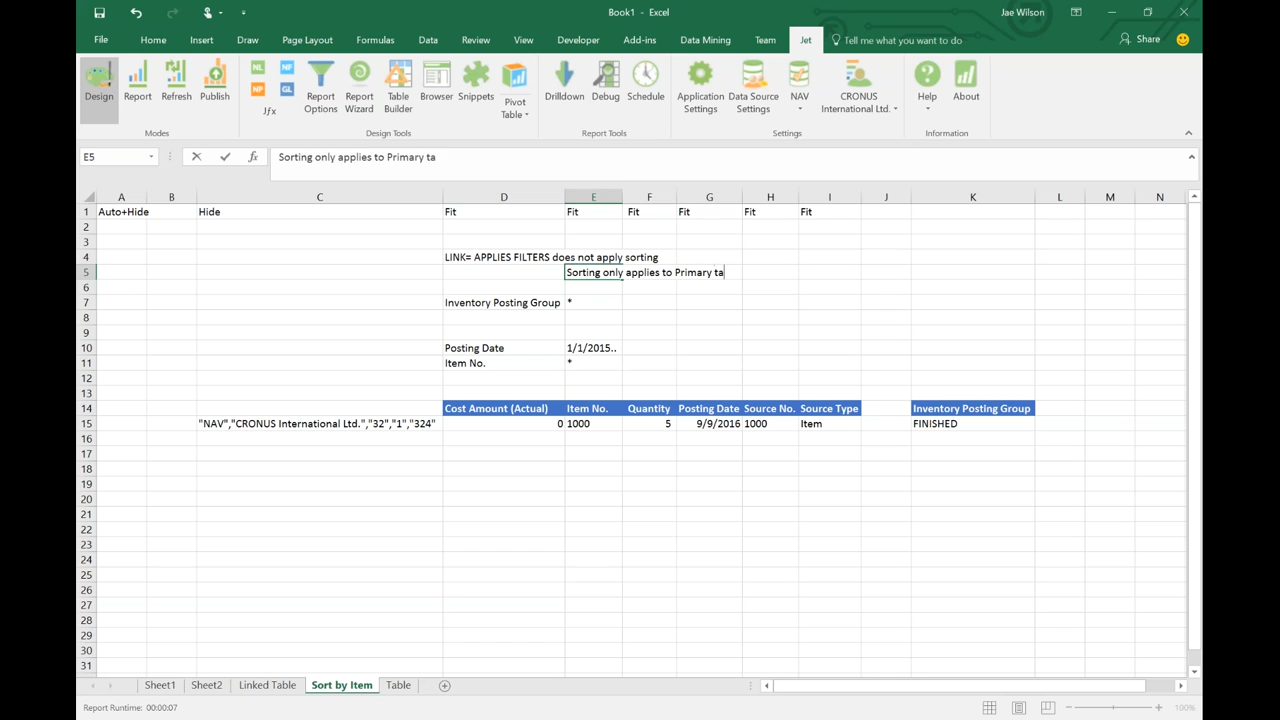 Book1 - Excel
Jae Wilson
File Home Insert Draw Page Layout Formulas Data Review View Developer Add-ins Data Mining Team Jet Tell me what you want to do Share
Design Report Refresh Publish
Modes
NL NF NP GL Jfx
Report Options
Report Wizard
Table Builder
Browser Snippets
Pivot Table
Design Tools
Drilldown Debug Schedule
Report Tools
Application Settings
Data Source Settings
NAV
CRONUS International Ltd.
Settings
Help About
Information
E5 fx Sorting only applies to Primary ta
A B C D E F G H I J K L M N
1 Auto+Hide Hide Fit Fit Fit Fit Fit Fit
2
3
4 LINK= APPLIES FILTERS does not apply sorting
5 Sorting only applies to Primary ta
6
7 Inventory Posting Group *
8
9
10 Posting Date 1/1/2015..
11 Item No. *
12
13
14 Cost Amount (Actual) Item No. Quantity Posting Date Source No. Source Type Inventory Posting Group
15 "NAV","CRONUS International Ltd.","32","1","324" 0 1000 5 9/9/2016 1000 Item FINISHED
16
17
18
19
20
21
22
23
24
25
26
27
28
29
30
31
Sheet1 Sheet2 Linked Table Sort by Item Table
Report Runtime: 00:00:07 100%